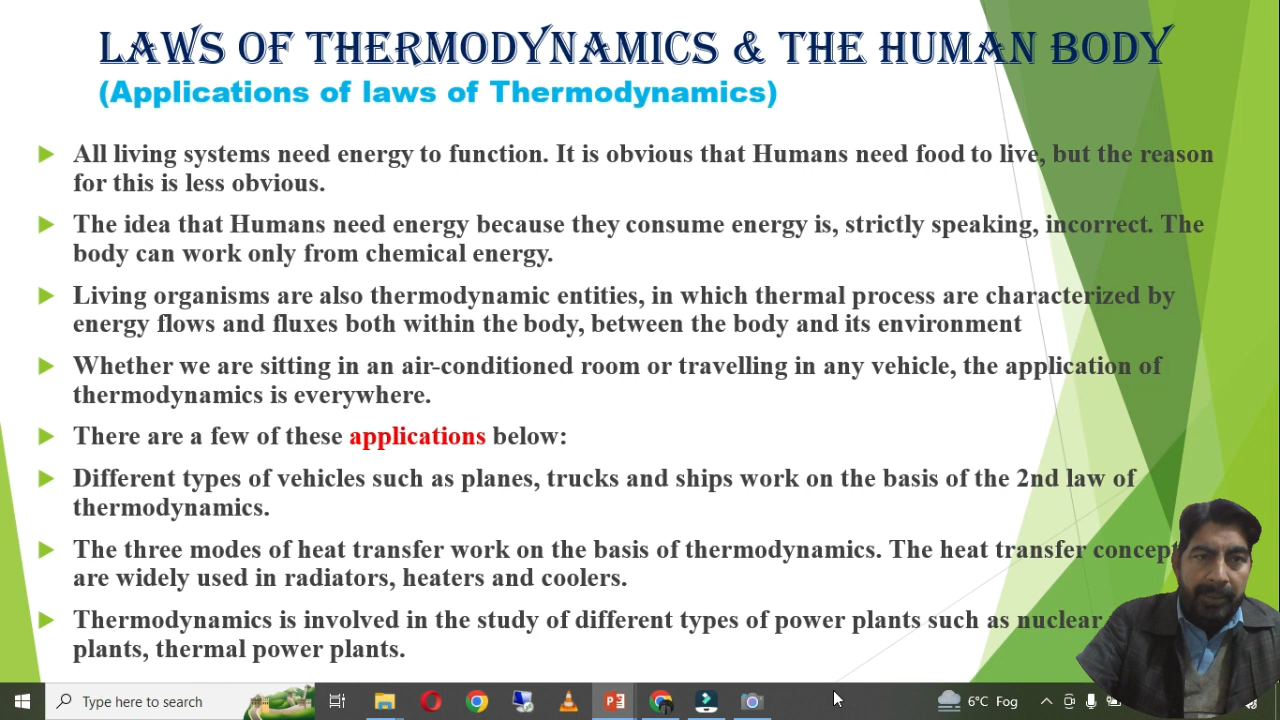 LAWS OF THERMODYNAMICS & THE HUMAN BODY
(Applications of laws of Thermodynamics)
All living systems need energy to function. It is obvious that Humans need food to live, but the reason
for this is less obvious.
The idea that Humans need energy because they consume energy is, strictly speaking, incorrect. The
body can work only from chemical energy.
Living organisms are also thermodynamic entities, in which thermal process are characterized by
energy flows and fluxes both within the body, between the body and its environment
Whether we are sitting in an air-conditioned room or travelling in any vehicle, the application of
thermodynamics is everywhere.
There are a few of these applications below:
Different types of vehicles such as planes, trucks and ships work on the basis of the 2nd law of
thermodynamics.
The three modes of heat transfer work on the basis of thermodynamics. The heat transfer concept
are widely used in radiators, heaters and coolers.
Thermodynamics is involved in the study of different types of power plants such as nuclear
plants, thermal power plants.
Type here to search
6°C Fog